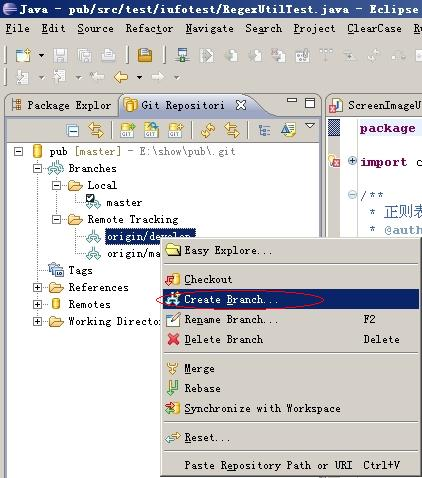 Java - pub/src/test/iufotest/RegexUtilTest.java - Eclipse
File Edit Source Refactor Navigate Search Project ClearCase
Package Explor Git Repositori ScreenImageU
pub [master] - E:\show\pub\.git
package
Branches
Local
import c
master
Remote Tracking
/**
origin/develop
* 正则表
origin/ma
* @auth
Tags
References
Remotes
Working Direc
Easy Explore...
Checkout
Create Branch...
Rename Branch... F2
Delete Branch Delete
Merge
Rebase
Synchronize with Workspace
Reset...
Paste Repository Path or URI Ctrl+V